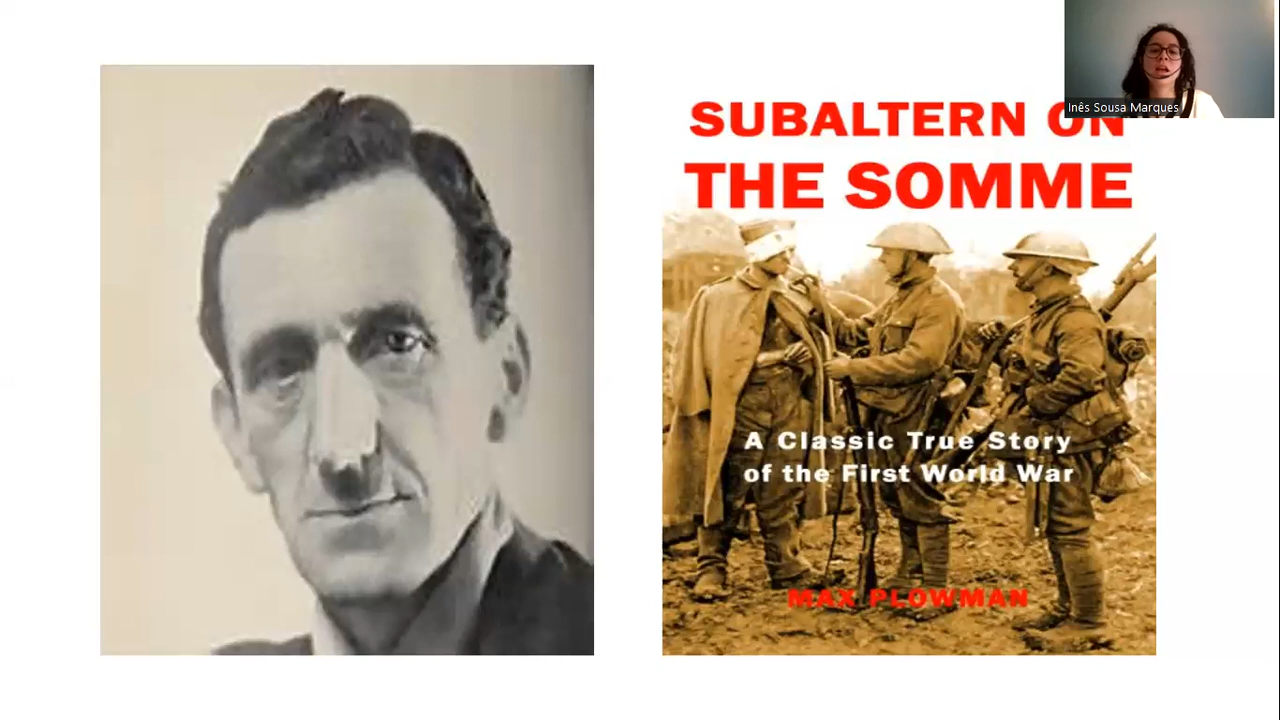 SUBALTERN ON
THE SOMME
A Classic True Story
of the First World War
MAX PLOWMAN
Inês Sousa Marques